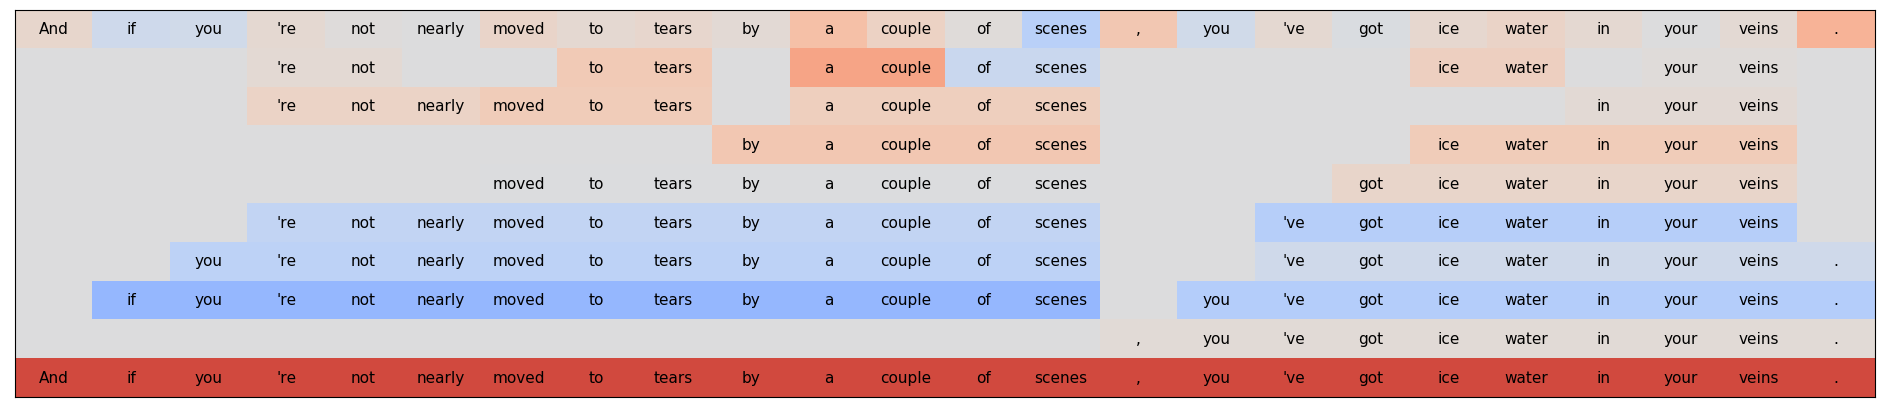 And if you 're not nearly moved to tears by a couple of scenes , you 've got ice water in your veins .
're not to tears a couple of scenes ice water your veins
're not nearly moved to tears a couple of scenes in your veins
by a couple of scenes ice water in your veins
moved to tears by a couple of scenes got ice water in your veins
're not nearly moved to tears by a couple of scenes 've got ice water in your veins
you 're not nearly moved to tears by a couple of scenes 've got ice water in your veins .
if you 're not nearly moved to tears by a couple of scenes you 've got ice water in your veins .
, you 've got ice water in your veins .
And if you 're not nearly moved to tears by a couple of scenes , you 've got ice water in your veins .